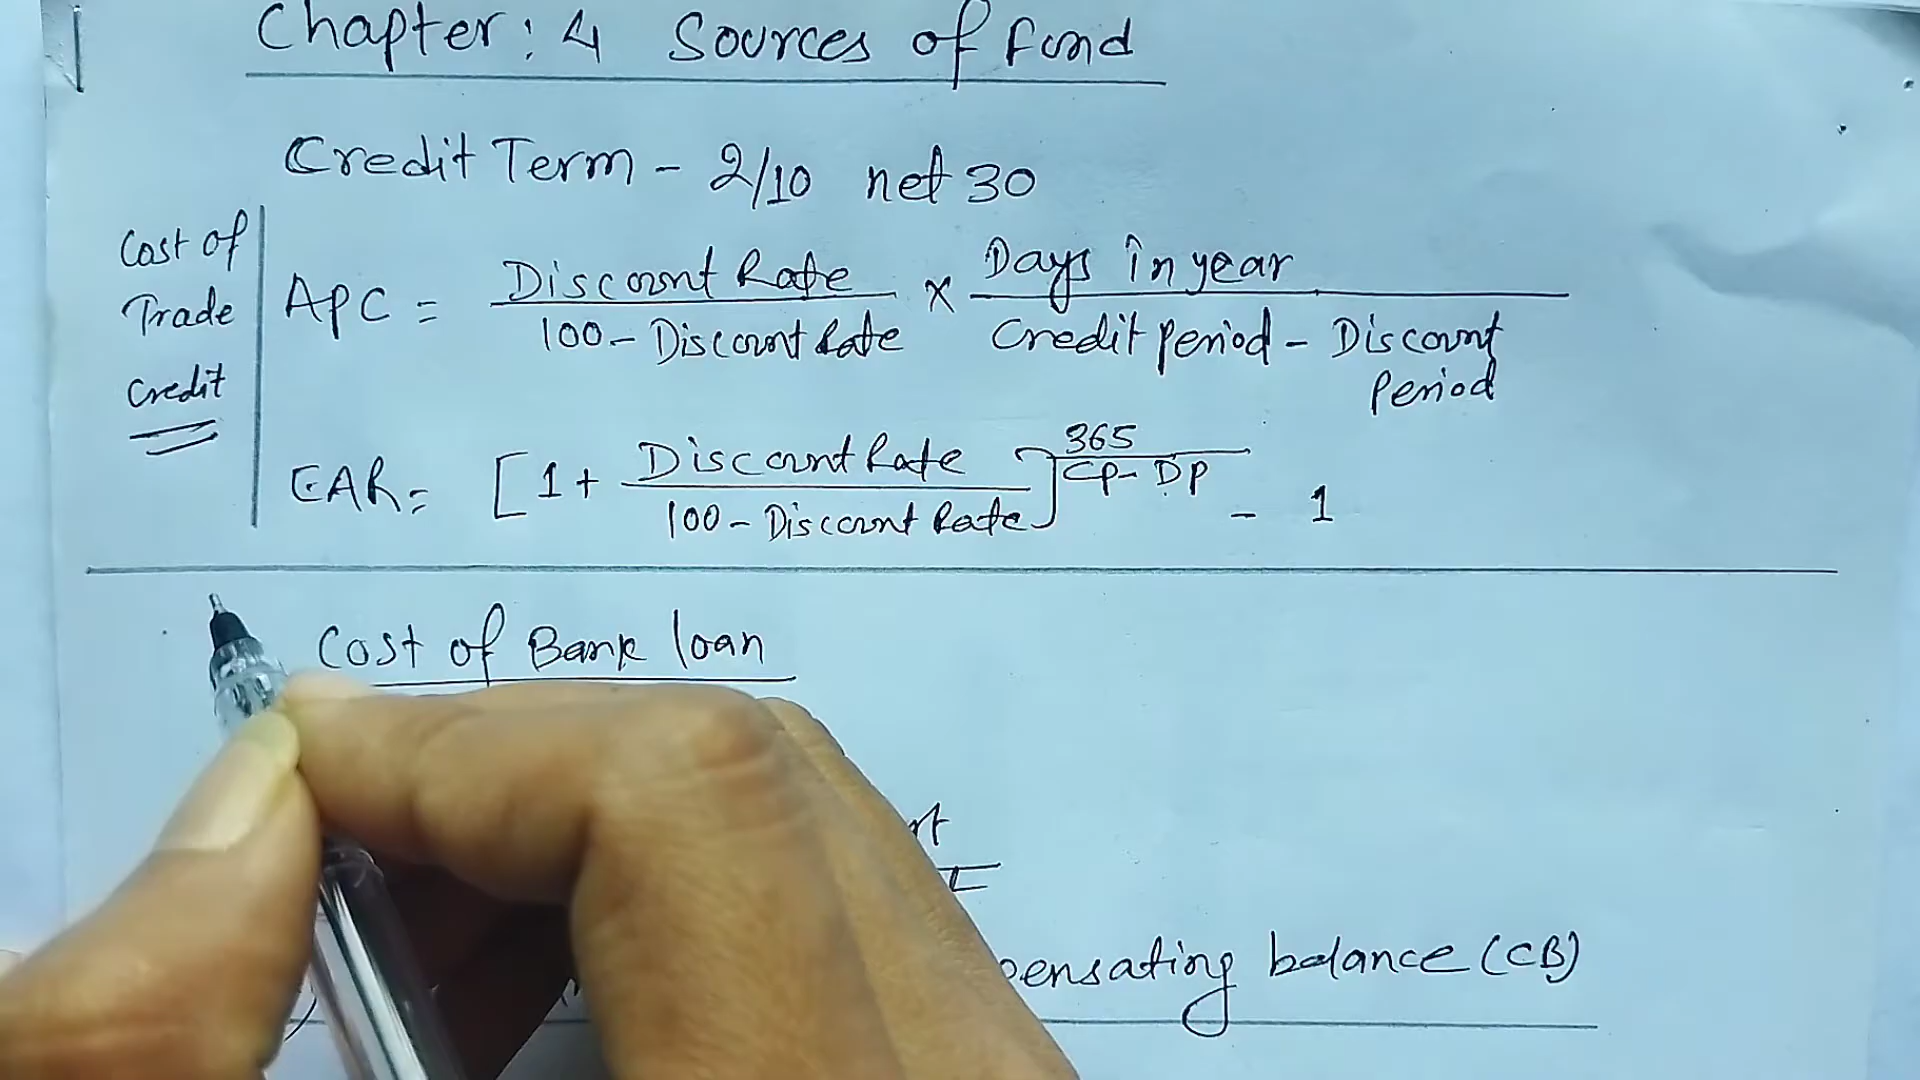 Chapter: 4 Sources of Fund
Credit Term - 2/10 net 30
Cost of
Trade
Credit
APC = Discount Rate / 100 - Discount Rate × Days in year / Credit period - Discount period
EAR = [1 + Discount Rate / 100 - Discount Rate] 365 / CP - DP - 1
Cost of Bank loan
balance (CB)